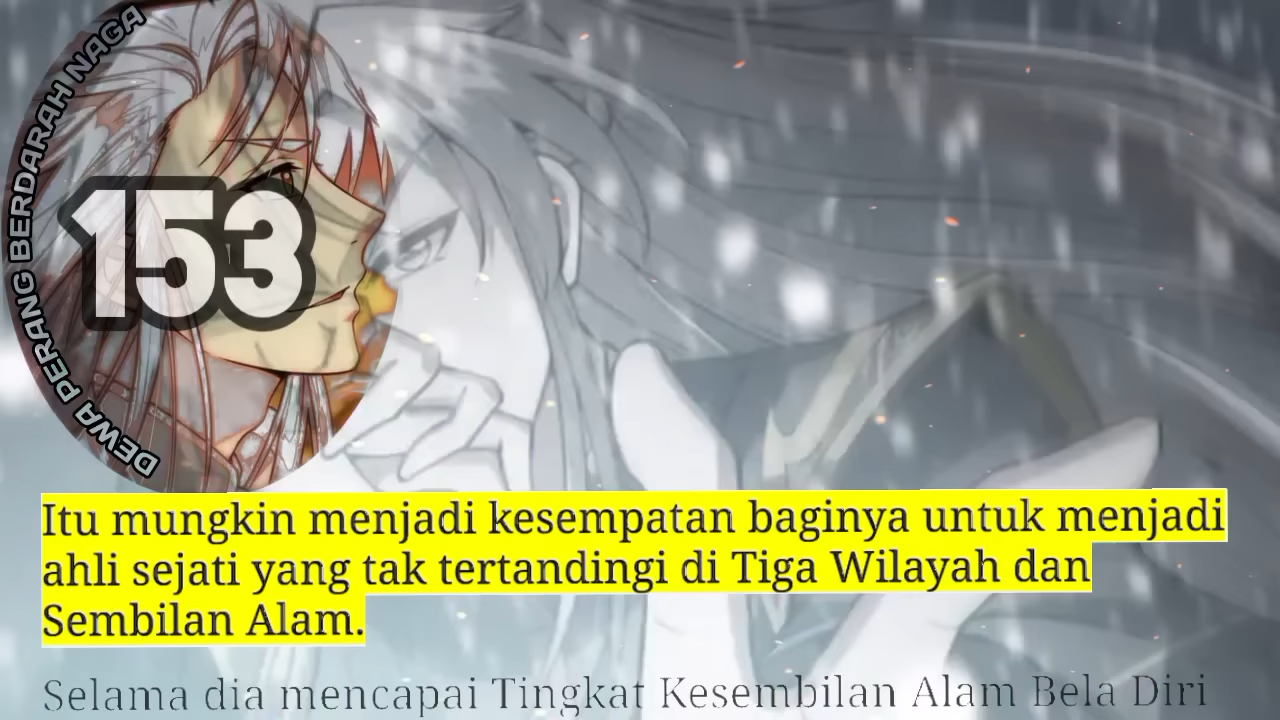 DEWA PERANG BERDARAH NAGA
153
Itu mungkin menjadi kesempatan baginya untuk menjadi
ahli sejati yang tak tertandingi di Tiga Wilayah dan
Sembilan Alam.
Selama dia mencapai Tingkat Kesembilan Alam Bela Diri